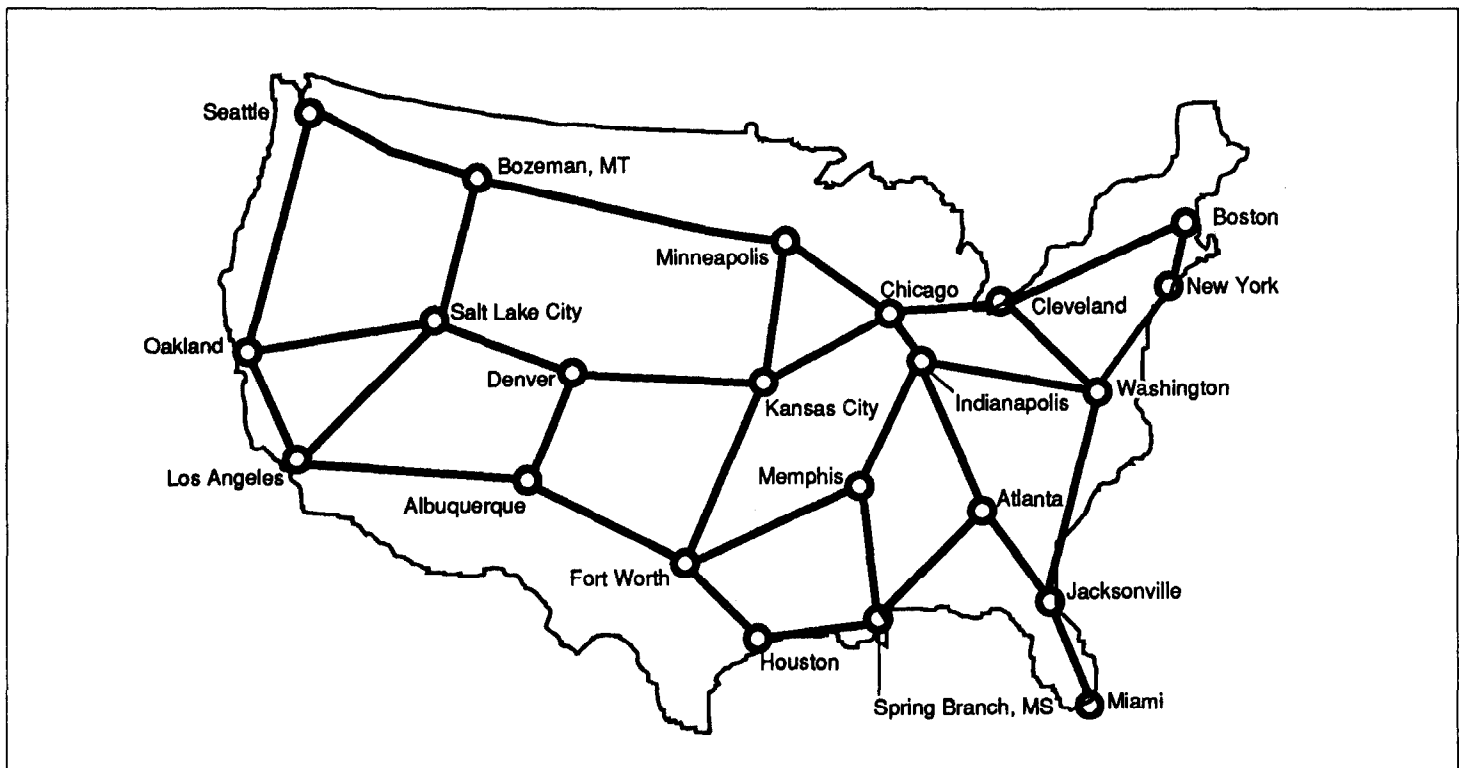 Seattle
Bozeman, MT
Boston
Minneapolis
New York
Chicago
Cleveland
Salt Lake City
Oakland
Denver
Washington
Indianapolis
Kansas City
Los Angeles
Memphis
Albuquerque
Atlanta
Fort Worth
Jacksonville
Houston
Spring Branch, MS
Miami